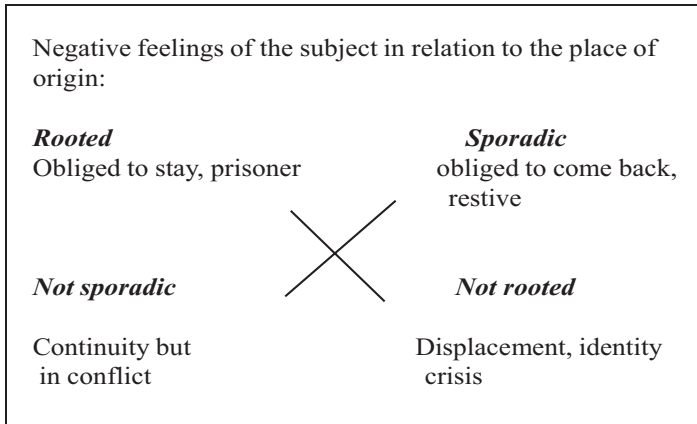 Negative feelings of the subject in relation to the place of
origin:
Rooted
Obliged to stay, prisoner
Sporadic
obliged to come back,
restive
Not sporadic
Continuity but
in conflict
Not rooted
Displacement, identity
crisis